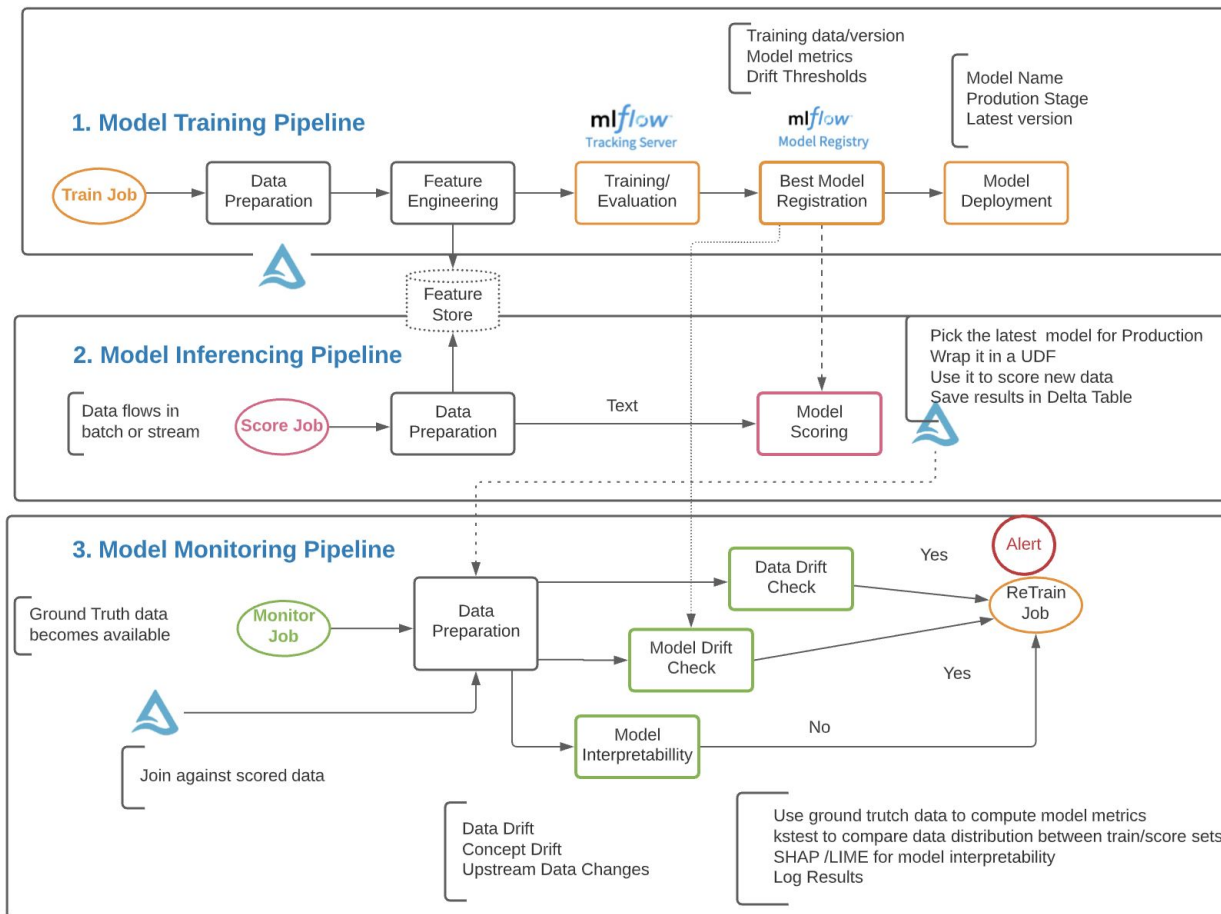 Training data/version
Model metrics
Drift Thresholds
Model Name
Prodution Stage
Latest version
1. Model Training Pipeline
mlflow
Tracking Server
mlflow
Model Registry
Train Job
Data
Preparation
Feature
Engineering
Training/
Evaluation
Best Model
Registration
Model
Deployment
Feature
Store
2. Model Inferencing Pipeline
Pick the latest model for Production
Wrap it in a UDF
Use it to score new data
Save results in Delta Table
Data flows in
batch or stream
Score Job
Data
Preparation
Text
Model
Scoring
3. Model Monitoring Pipeline
Alert
Yes
Data Drift
Check
ReTrain
Job
Ground Truth data
becomes available
Monitor
Job
Data
Preparation
Model Drift
Check
Yes
Model
Interpretabillity
No
Join against scored data
Data Drift
Concept Drift
Upstream Data Changes
Use ground trutch data to compute model metrics
kstest to compare data distribution between train/score sets
SHAP /LIME for model interpretability
Log Results